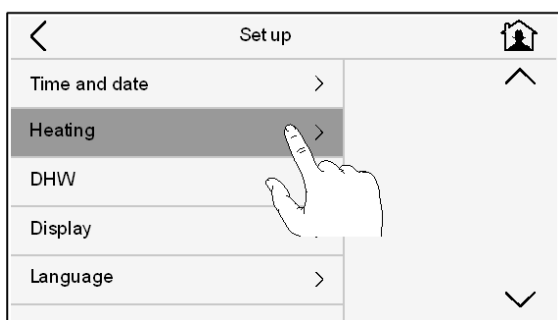 Set up
Time and date
Heating
DHW
Display
Language